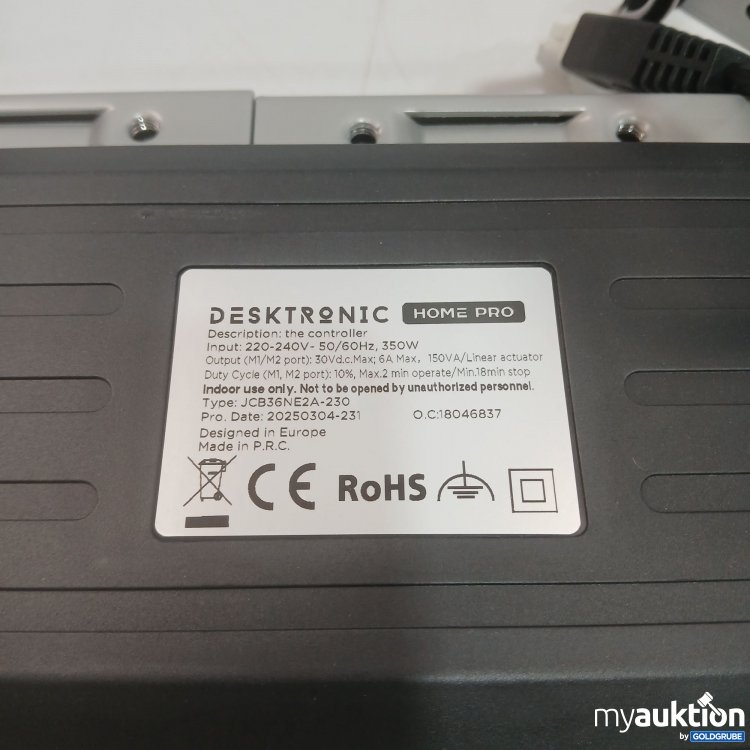 DESKTRONIC HOME PRO
Description: the controller
Input: 220-240V~ 50/60Hz, 350W
Output (M1/M2 port): 30Vd.c.Max; 6A Max, 150VA/Linear actuator
Duty Cycle (M1, M2 port): 10%, Max.2 min operate/Min.18min stop
Indoor use only. Not to be opened by unauthorized personnel.
Type: JCB36NE2A-230
Pro. Date: 20250304-231 O.C:18046837
Designed in Europe
Made in P.R.C.
CE RoHS
myauktion
by GOLDGRUBE